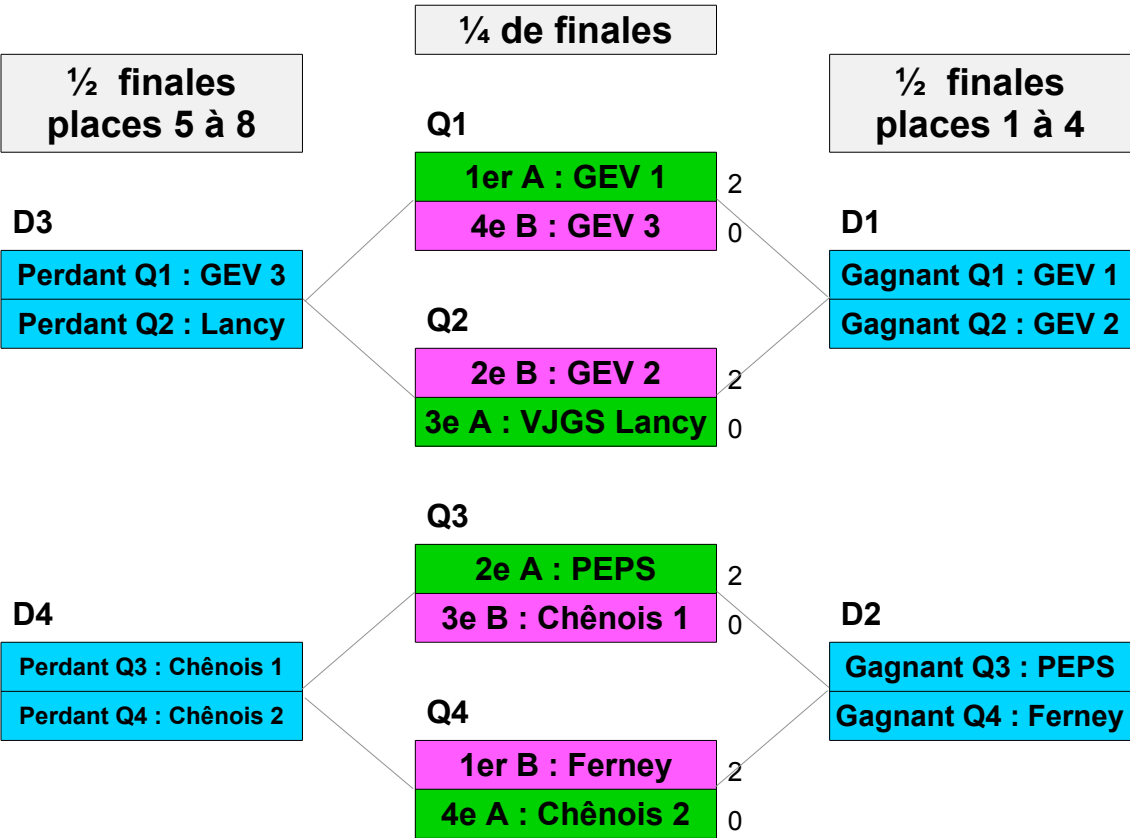 ¼ de finales
½ finales
places 5 à 8
½ finales
places 1 à 4
Q1
1er A : GEV 1 2
4e B : GEV 3 0
D3
Perdant Q1 : GEV 3
Perdant Q2 : Lancy
D1
Gagnant Q1 : GEV 1
Gagnant Q2 : GEV 2
Q2
2e B : GEV 2 2
3e A : VJGS Lancy 0
Q3
2e A : PEPS 2
3e B : Chênois 1 0
D4
Perdant Q3 : Chênois 1
Perdant Q4 : Chênois 2
D2
Gagnant Q3 : PEPS
Gagnant Q4 : Ferney
Q4
1er B : Ferney 2
4e A : Chênois 2 0